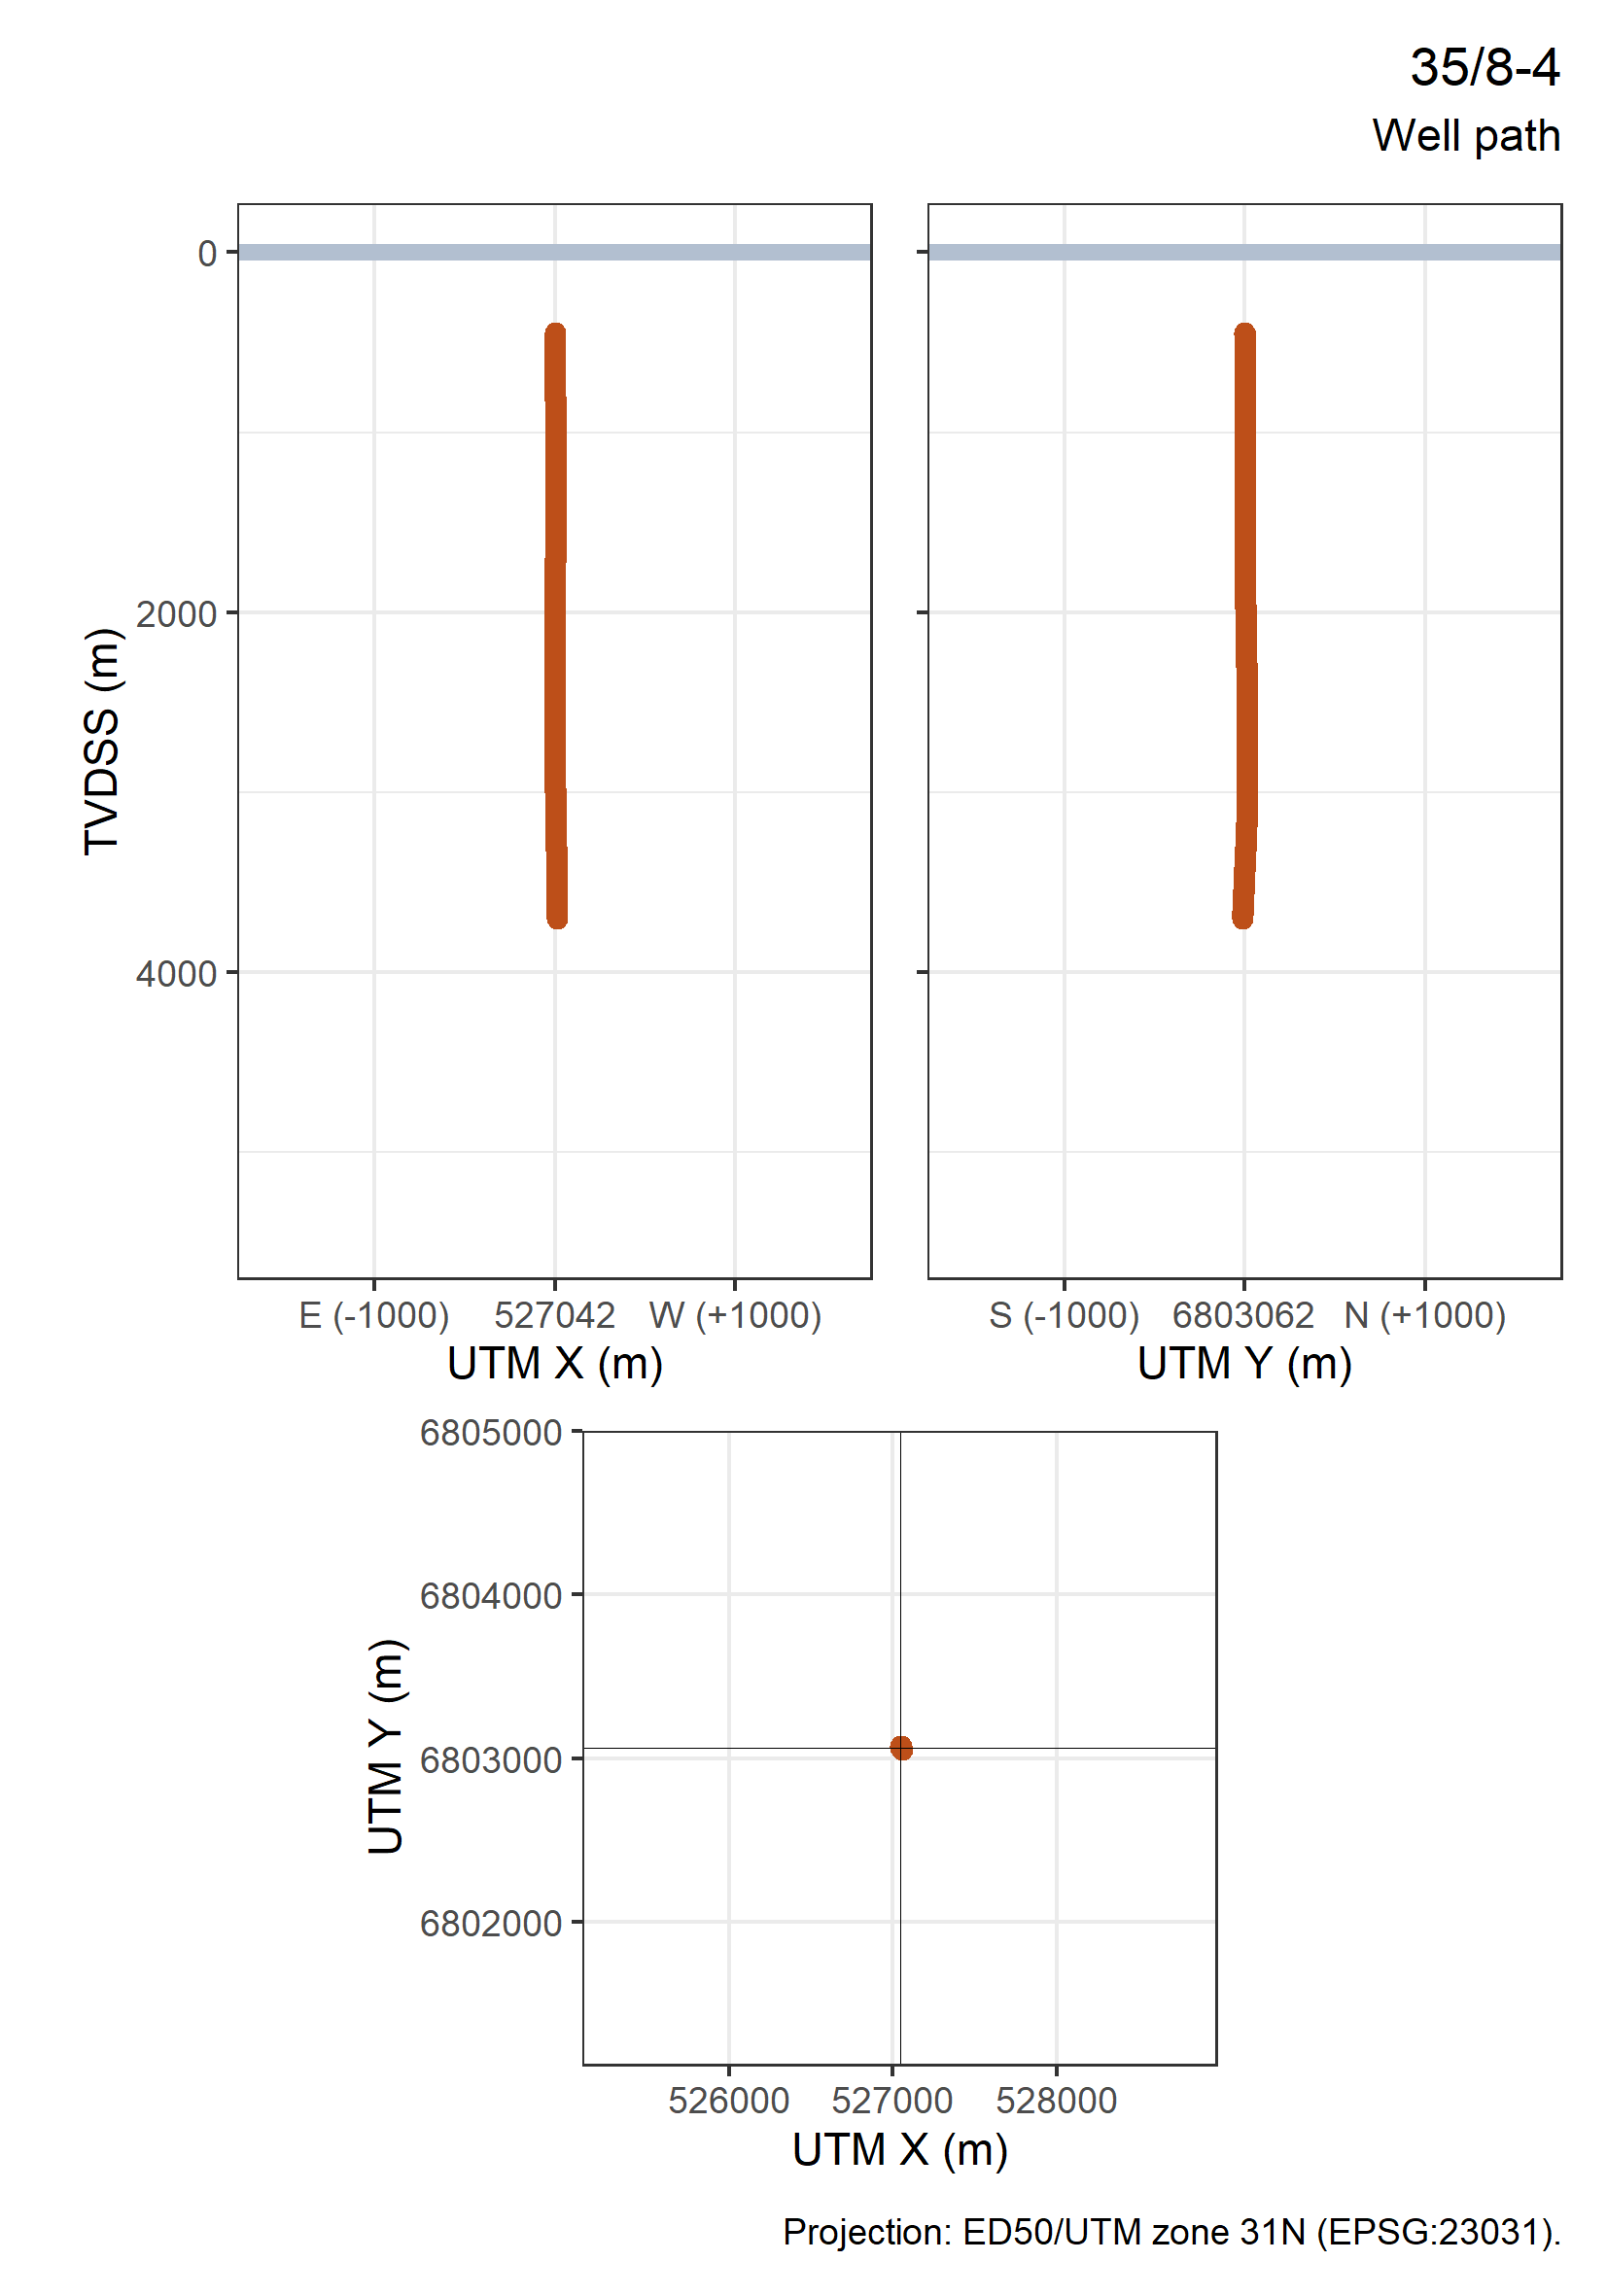 35/8-4
Well path
0
2000
4000
TVDSS (m)
E (-1000) 527042 W (+1000)
UTM X (m)
S (-1000) 6803062 N (+1000)
UTM Y (m)
6805000
6804000
6803000
6802000
UTM Y (m)
526000 527000 528000
UTM X (m)
Projection: ED50/UTM zone 31N (EPSG:23031).